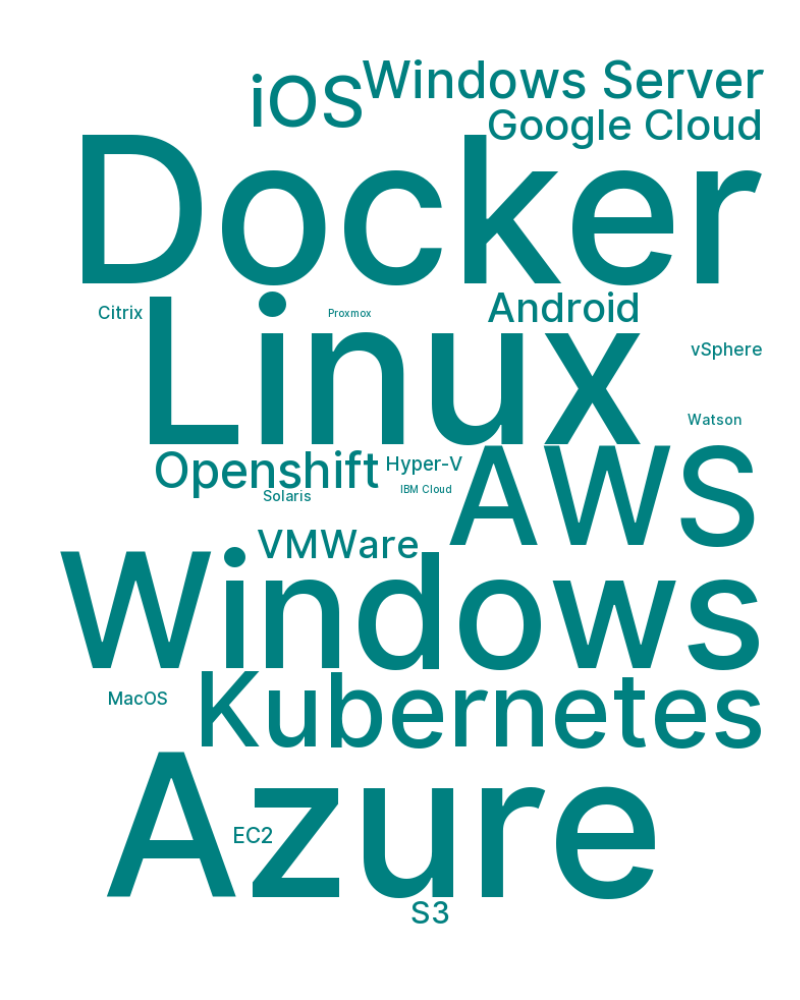 iOS Windows Server
Google Cloud
Docker
Citrix Proxmox Android
Linux
vSphere
Watson
Openshift Hyper-V AWS
Solaris IBM Cloud
VMWare
Windows
MacOS Kubernetes
Azure
EC2
S3